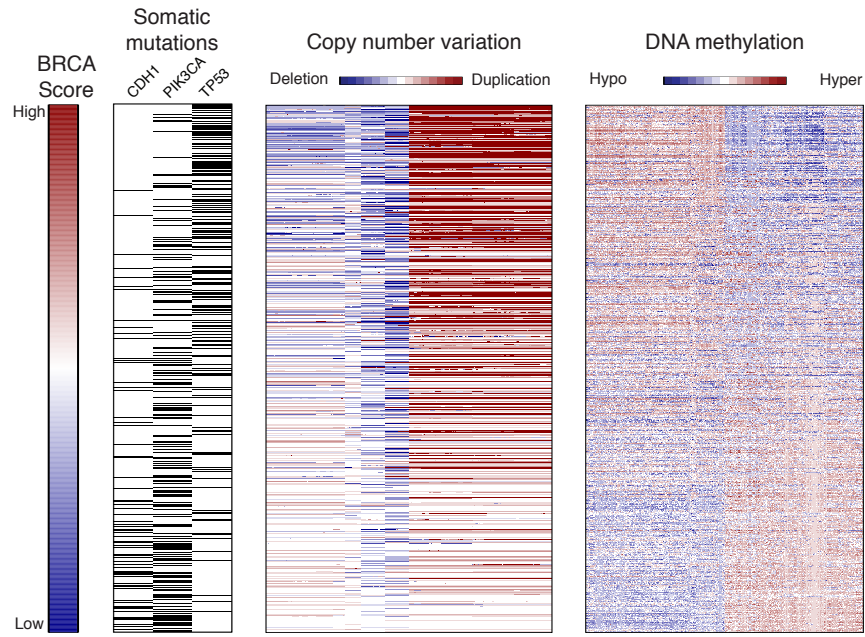 Somatic
mutations
Copy number variation
DNA methylation
BRCA
Score
CDH1
PIK3CA
TP53
Deletion
Duplication
Hypo
Hyper
High
Low